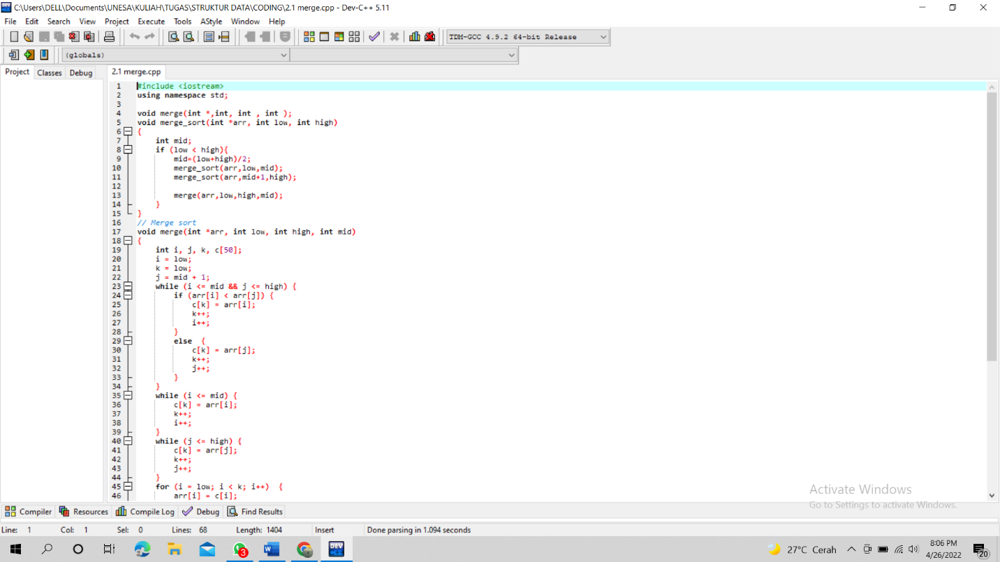 C:\Users\DELL\Documents\UNESA\KULIAH\TUGAS\STRUKTUR DATA\CODING\2.1 merge.cpp - Dev-C++ 5.11
File Edit Search View Project Execute Tools AStyle Window Help
TDM-GCC 4.9.2 64-bit Release
(globals)
Project Classes Debug 2.1 merge.cpp
1 #include <iostream>
2 using namespace std;
3
4 void merge(int *,int, int , int );
5 void merge_sort(int *arr, int low, int high)
6 {
7 int mid;
8 if (low < high){
9 mid=(low+high)/2;
10 merge_sort(arr,low,mid);
11 merge_sort(arr,mid+1,high);
12
13 merge(arr,low,high,mid);
14 }
15 }
16 // Merge sort
17 void merge(int *arr, int low, int high, int mid)
18 {
19 int i, j, k, c[50];
20 i = low;
21 k = low;
22 j = mid + 1;
23 while (i <= mid && j <= high) {
24 if (arr[i] < arr[j]) {
25 c[k] = arr[i];
26 k++;
27 i++;
28 }
29 else {
30 c[k] = arr[j];
31 k++;
32 j++;
33 }
34 }
35 while (i <= mid) {
36 c[k] = arr[i];
37 k++;
38 i++;
39 }
40 while (j <= high) {
41 c[k] = arr[j];
42 k++;
43 j++;
44 }
45 for (i = low; i < k; i++) {
46 arr[i] = c[i];
Activate Windows
Go to Settings to activate Windows.
Compiler Resources Compile Log Debug Find Results
Line: 1 Col: 1 Sel: 0 Lines: 68 Length: 1404 Insert Done parsing in 1.094 seconds
3 W DEV 27°C Cerah 8:06 PM
4/26/2022 20